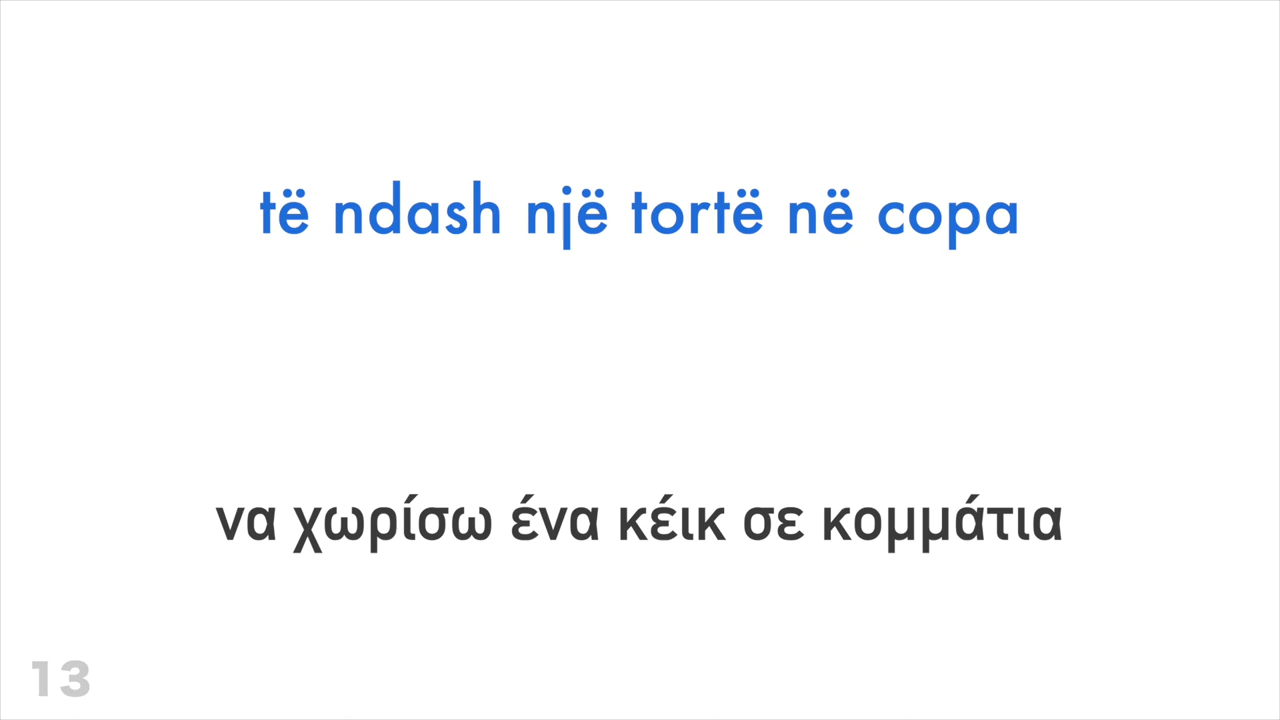 të ndash një tortë në copa
να χωρίσω ένα κέικ σε κομμάτια
13